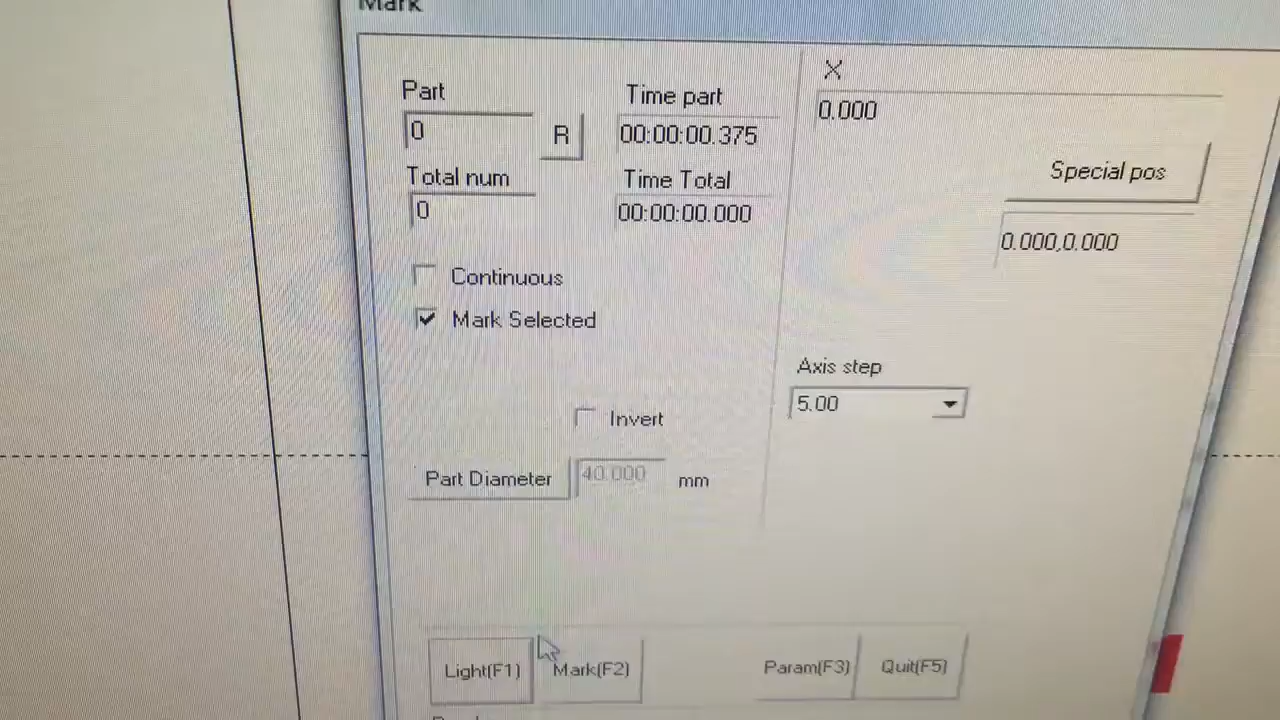 Mark
Part
0
R
Time part
00:00:00.375
Total num
0
Time Total
00:00:00.000
Continuous
Mark Selected
Invert
Part Diameter
40.000
mm
X
0.000
Special pos
0.000,0.000
Axis step
5.00
Light(F1)
Mark(F2)
Param(F3)
Quit(F5)